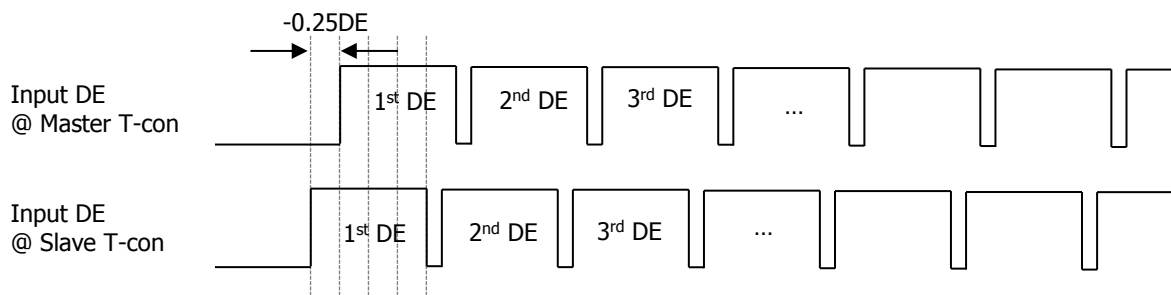 -0.25DE
Input DE
@ Master T-con
1st DE
2nd DE
3rd DE
...
Input DE
@ Slave T-con
1st DE
2nd DE
3rd DE
...